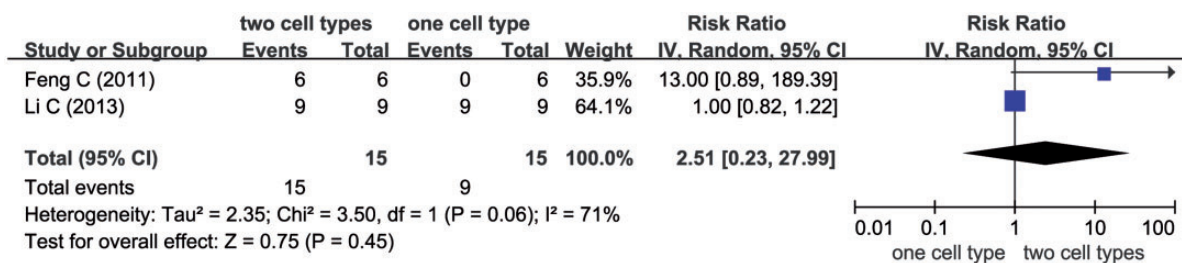 two cell types one cell type Risk Ratio Risk Ratio
Study or Subgroup Events Total Events Total Weight IV, Random, 95% CI IV, Random, 95% CI
Feng C (2011) 6 6 0 6 35.9% 13.00 [0.89, 189.39]
Li C (2013) 9 9 9 9 64.1% 1.00 [0.82, 1.22]
Total (95% CI) 15 15 100.0% 2.51 [0.23, 27.99]
Total events 15 9
Heterogeneity: Tau² = 2.35; Chi² = 3.50, df = 1 (P = 0.06); I² = 71%
Test for overall effect: Z = 0.75 (P = 0.45)
0.01 0.1 1 10 100
one cell type two cell types